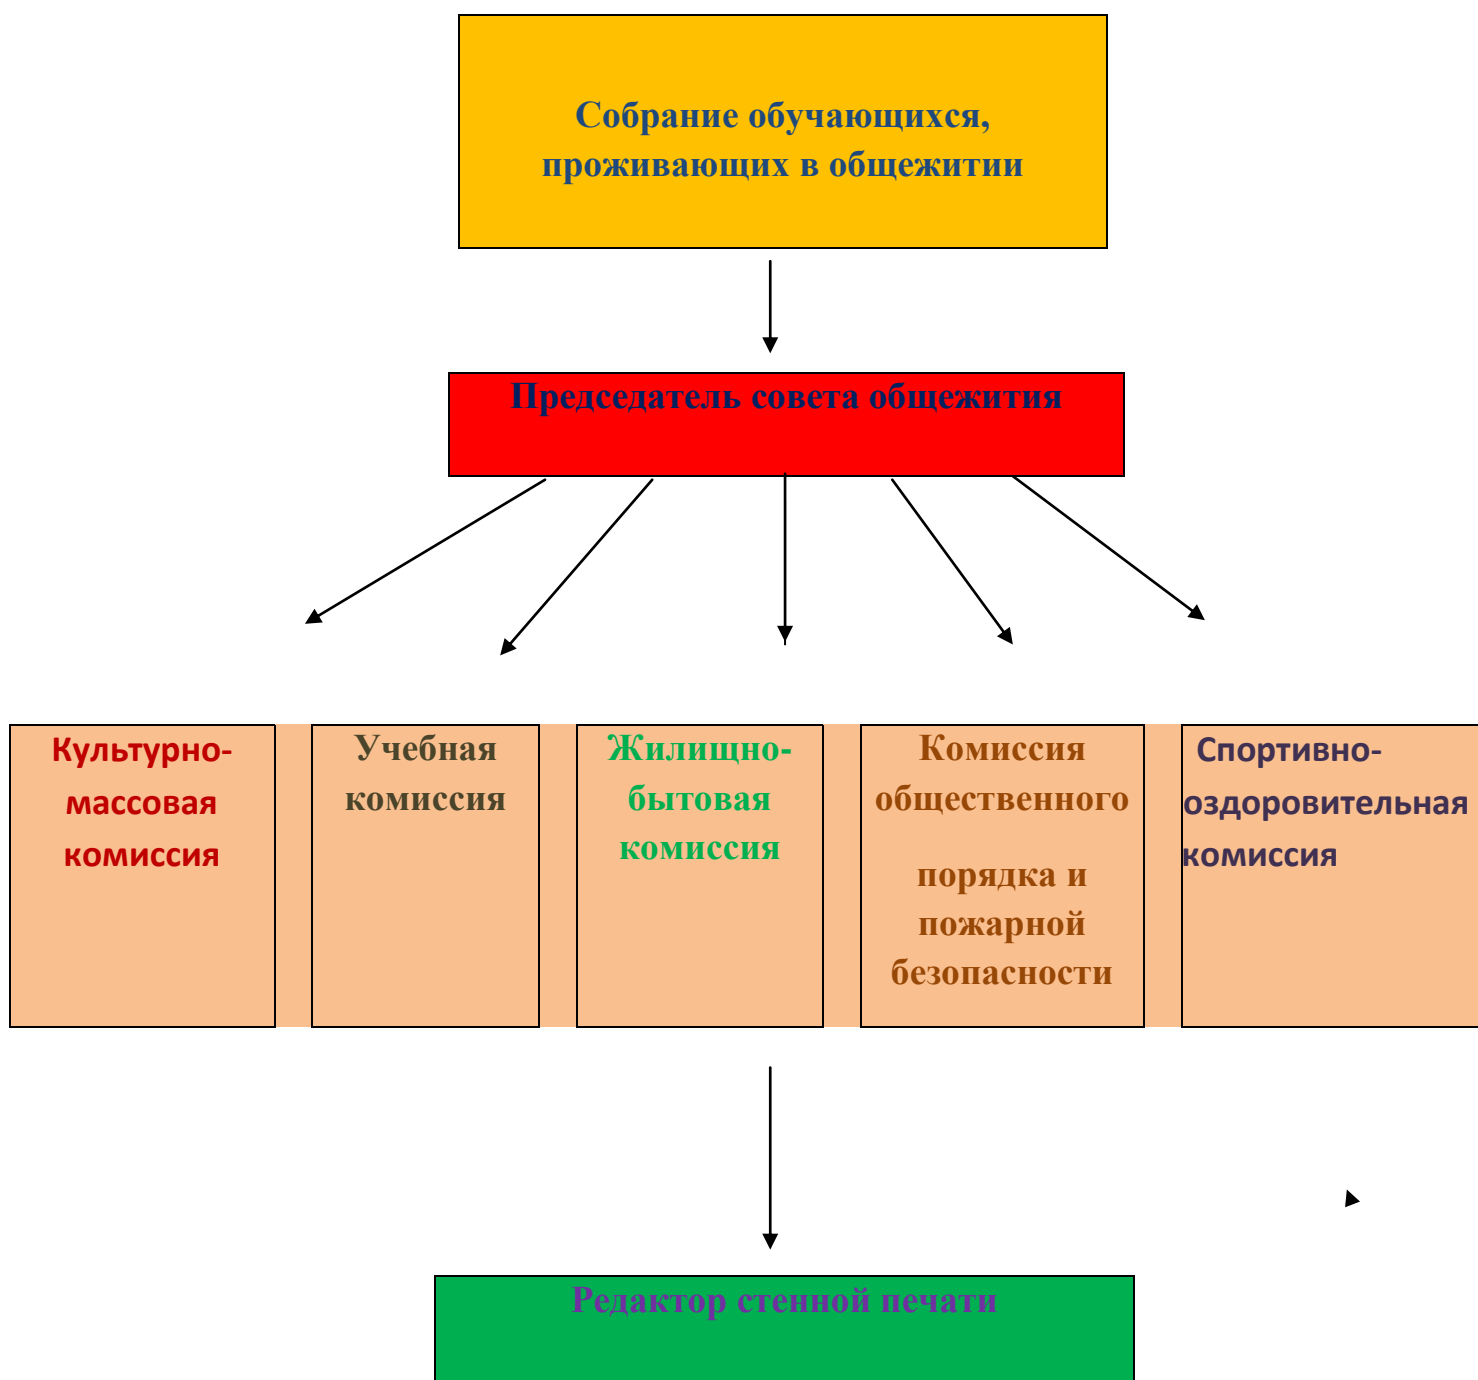 Собрание обучающихся,
проживающих в общежитии
Председатель совета общежития
Культурно-
массовая
комиссия
Учебная
комиссия
Жилищно-
бытовая
комиссия
Комиссия
общественного
порядка и
пожарной
безопасности
Спортивно-
оздоровительная
комиссия
Редактор стенной печати